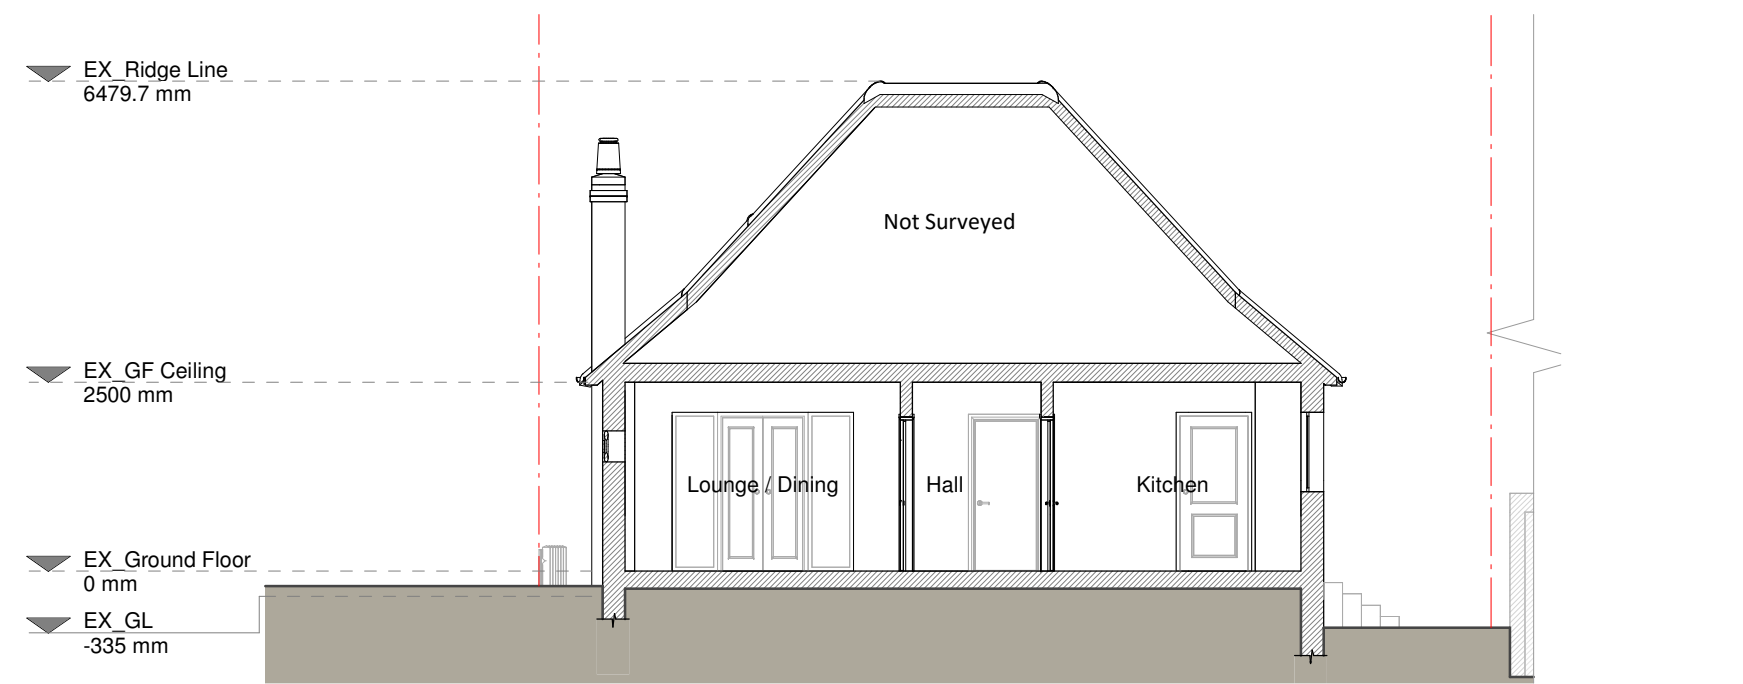 EX_Ridge Line
6479.7 mm
Not Surveyed
EX_GF Ceiling
2500 mm
Lounge / Dining
Hall
Kitchen
EX_Ground Floor
0 mm
EX_GL
-335 mm